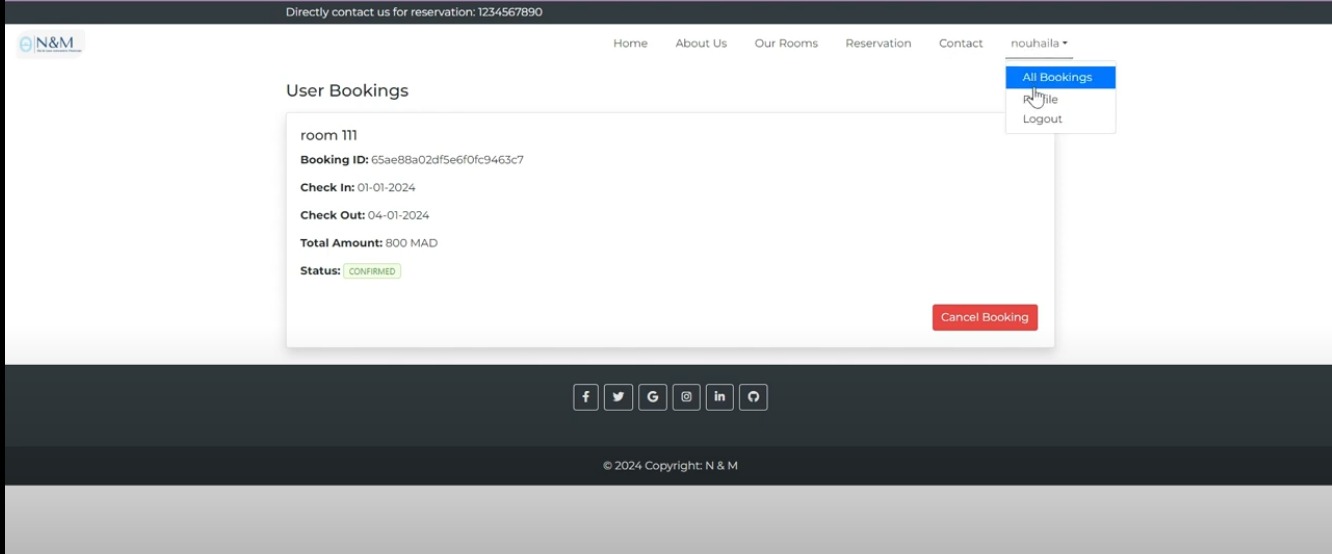 Directly contact us for reservation: 1234567890
N&M
Home About Us Our Rooms Reservation Contact nouhaila
All Bookings
Logout
User Bookings
room 111
Booking ID: 65ae88a02df5e6f0fc9463c7
Check In: 01-01-2024
Check Out: 04-01-2024
Total Amount: 800 MAD
Status: CONFIRMED
Cancel Booking
© 2024 Copyright: N & M